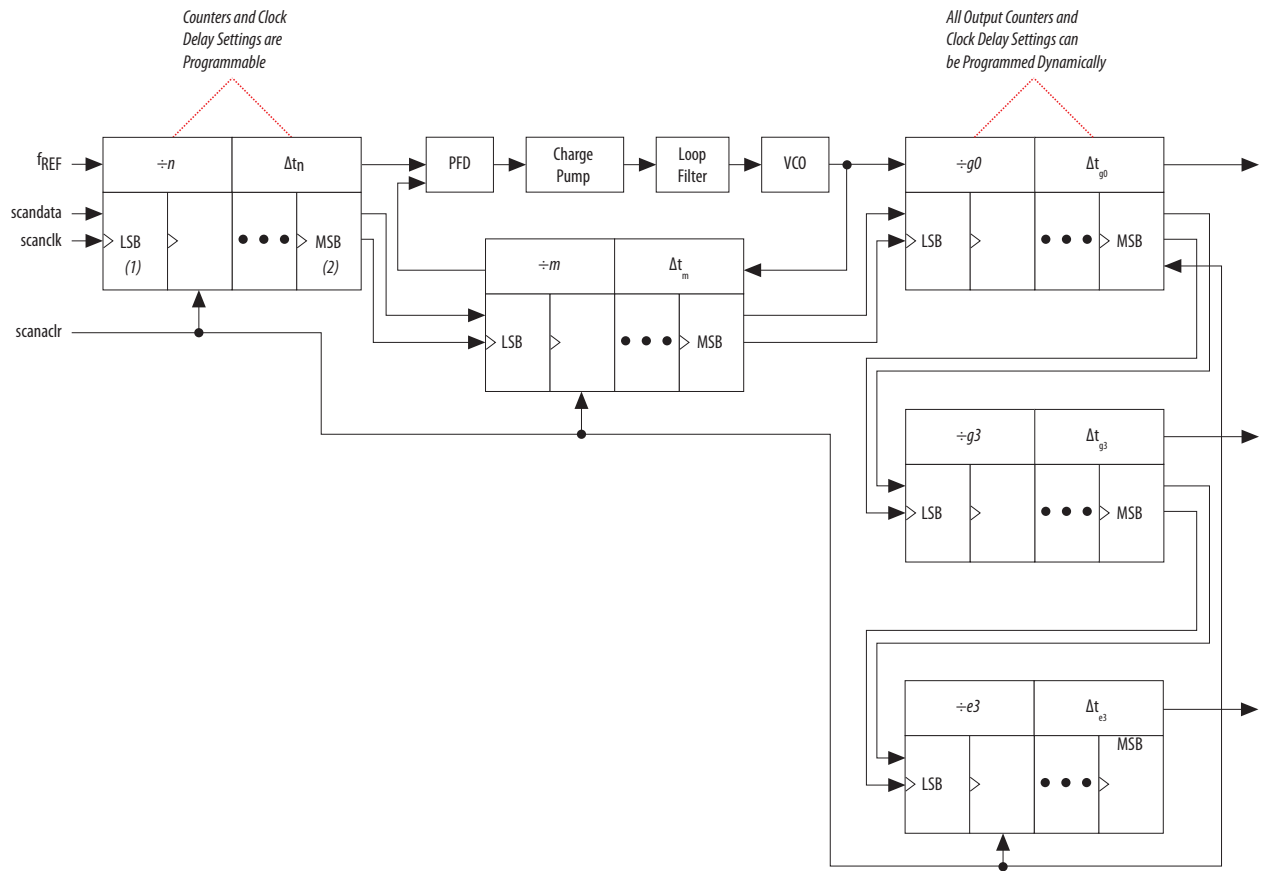 Counters and Clock
Delay Settings are
Programmable
All Output Counters and
Clock Delay Settings can
be Programmed Dynamically
fREF
÷n
Δtn
PFD
Charge
Pump
Loop
Filter
VCO
÷g0
Δtg0
scandata
scanclk
LSB
(1)
MSB
(2)
÷m
Δtm
LSB
MSB
LSB
MSB
scanaclr
÷g3
Δtg3
LSB
MSB
÷e3
Δte3
MSB
LSB